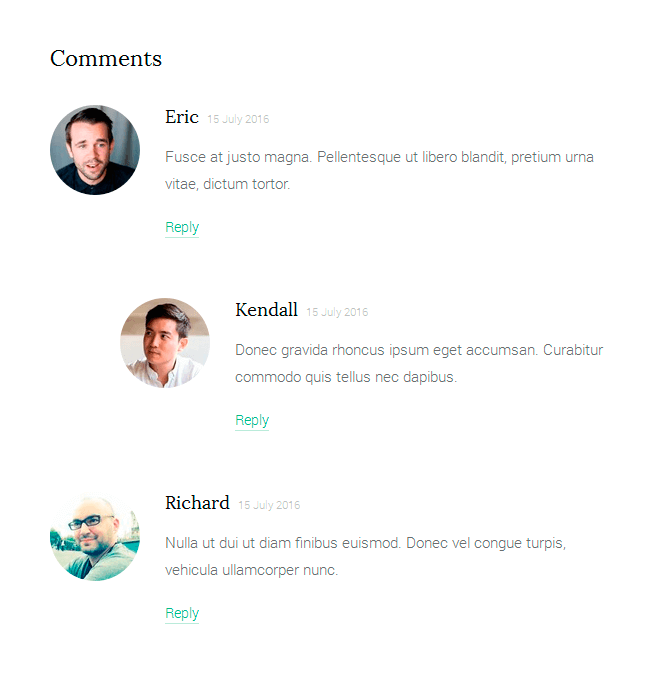 Comments
Eric 15 July 2016
Fusce at justo magna. Pellentesque ut libero blandit, pretium urna
vitae, dictum tortor.
Reply
Kendall 15 July 2016
Donec gravida rhoncus ipsum eget accumsan. Curabitur
commodo quis tellus nec dapibus.
Reply
Richard 15 July 2016
Nulla ut dui ut diam finibus euismod. Donec vel congue turpis,
vehicula ullamcorper nunc.
Reply